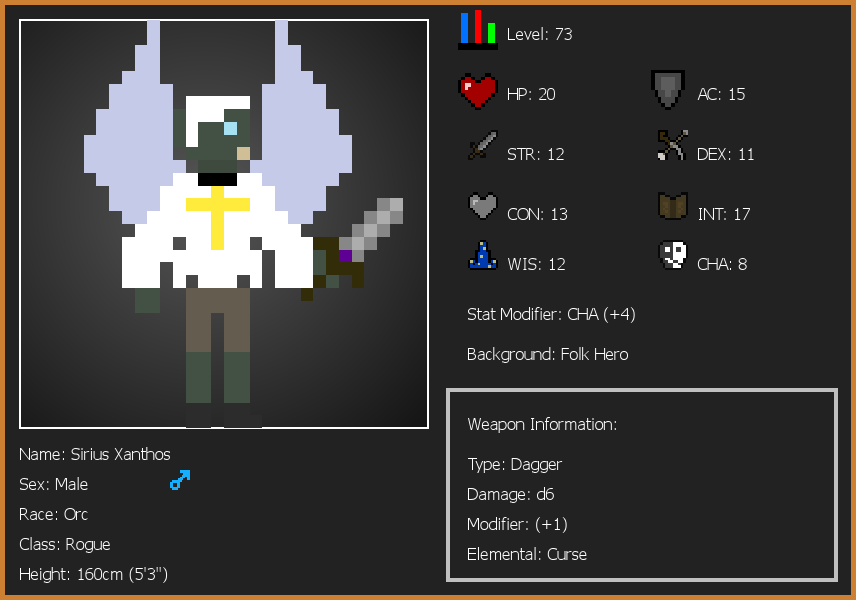 Level: 73
HP: 20
AC: 15
STR: 12
DEX: 11
CON: 13
INT: 17
WIS: 12
CHA: 8
Stat Modifier: CHA (+4)
Background: Folk Hero
Weapon Information:
Type: Dagger
Damage: d6
Modifier: (+1)
Elemental: Curse
Name: Sirius Xanthos
Sex: Male
Race: Orc
Class: Rogue
Height: 160cm (5'3")